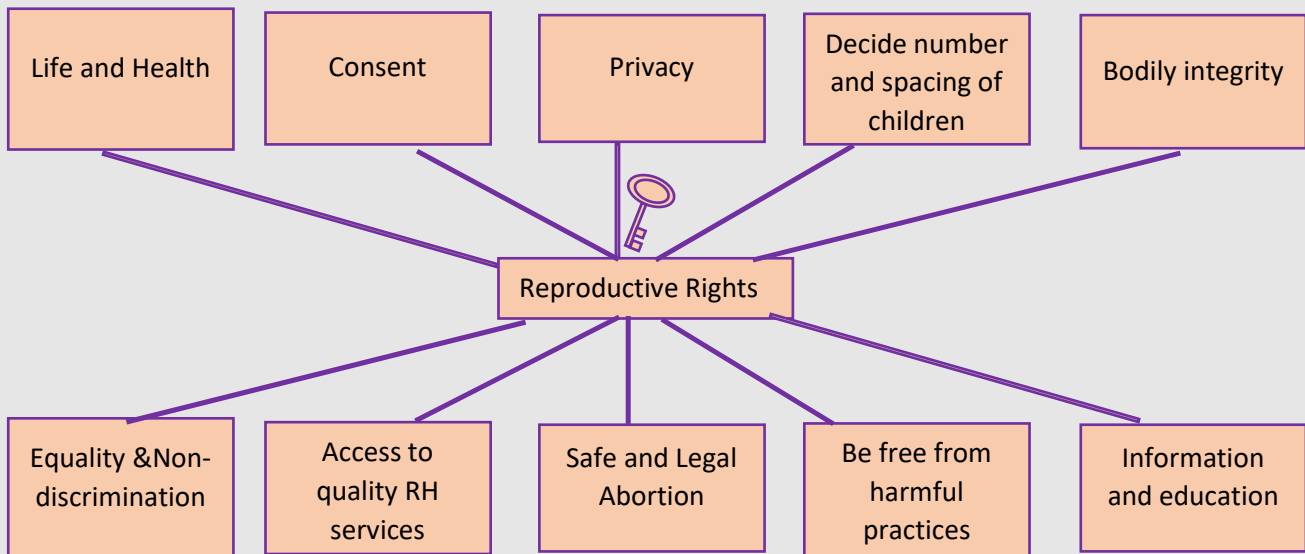 Life and Health
Consent
Privacy
Decide number
and spacing of
children
Bodily integrity
Reproductive Rights
Equality &Non-
discrimination
Access to
quality RH
services
Safe and Legal
Abortion
Be free from
harmful
practices
Information
and education